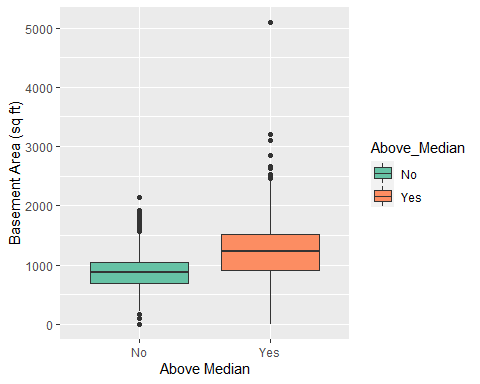 5000
4000
3000
2000
1000
0
Basement Area (sq ft)
No
Yes
Above Median
Above_Median
No
Yes